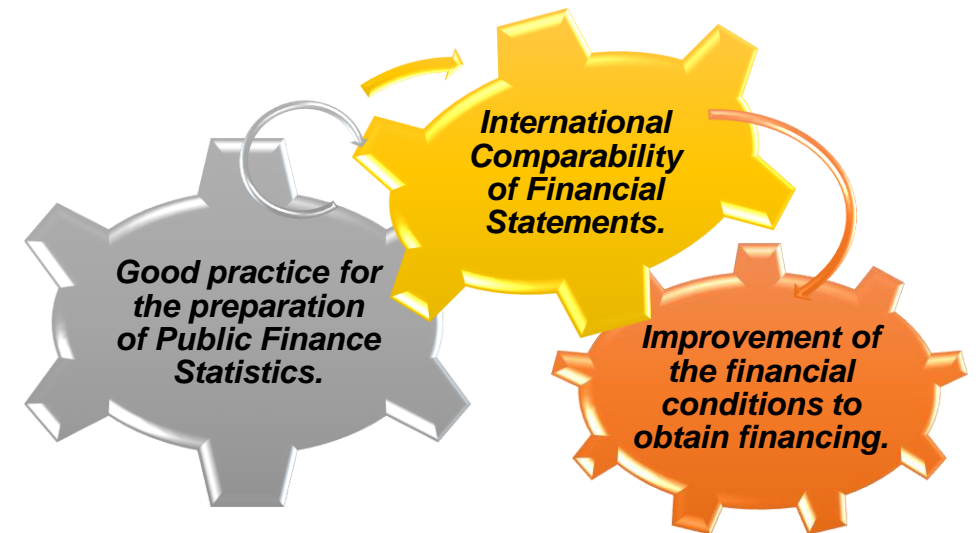 Good practice for
the preparation
of Public Finance
Statistics.
International
Comparability
of Financial
Statements.
Improvement of
the financial
conditions to
obtain financing.